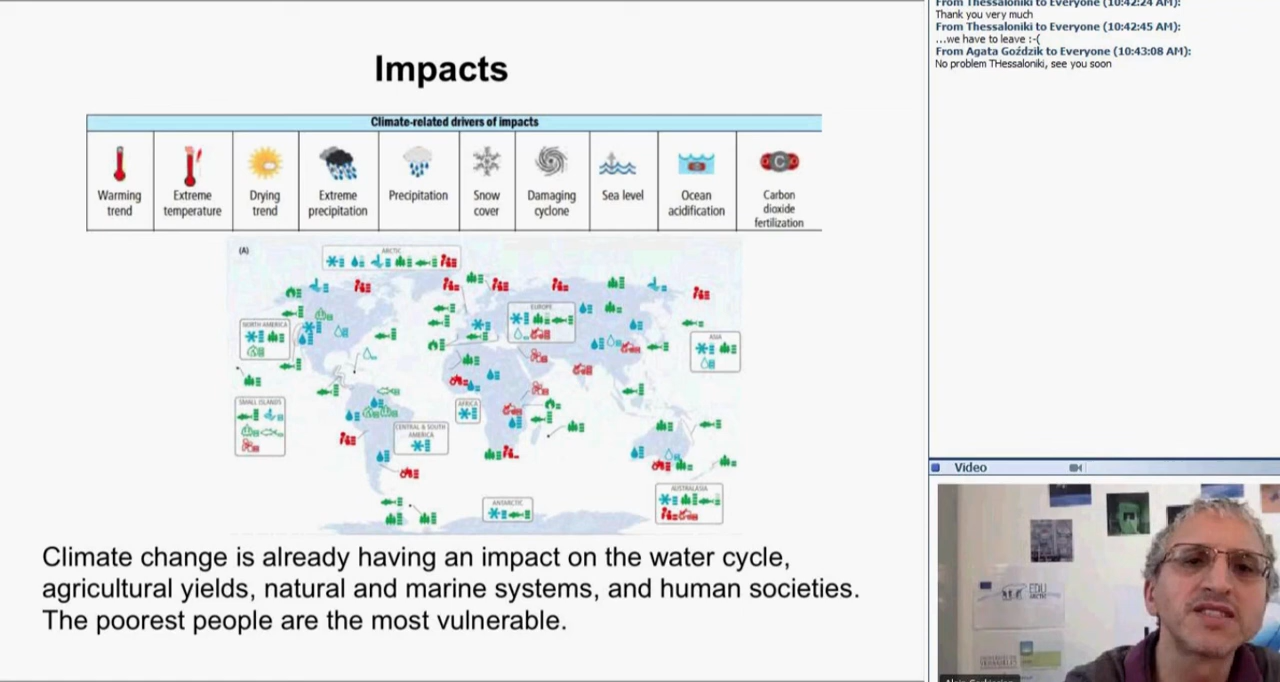 Impacts
Climate-related drivers of impacts
Warming trend
Extreme temperature
Drying trend
Extreme precipitation
Precipitation
Snow cover
Damaging cyclone
Sea level
Ocean acidification
Carbon dioxide fertilization
C
(A)
ARCTIC
NORTH AMERICA
EUROPE
ASIA
SMALL ISLANDS
AFRICA
CENTRAL & SOUTH AMERICA
ANTARCTIC
AUSTRALASIA
Climate change is already having an impact on the water cycle,
agricultural yields, natural and marine systems, and human societies.
The poorest people are the most vulnerable.
From Thessaloniki to Everyone (10:42:24 AM):
Thank you very much
From Thessaloniki to Everyone (10:42:45 AM):
...we have to leave :-(
From Agata Goździk to Everyone (10:43:08 AM):
No problem THessaloniki, see you soon
Video
EDU